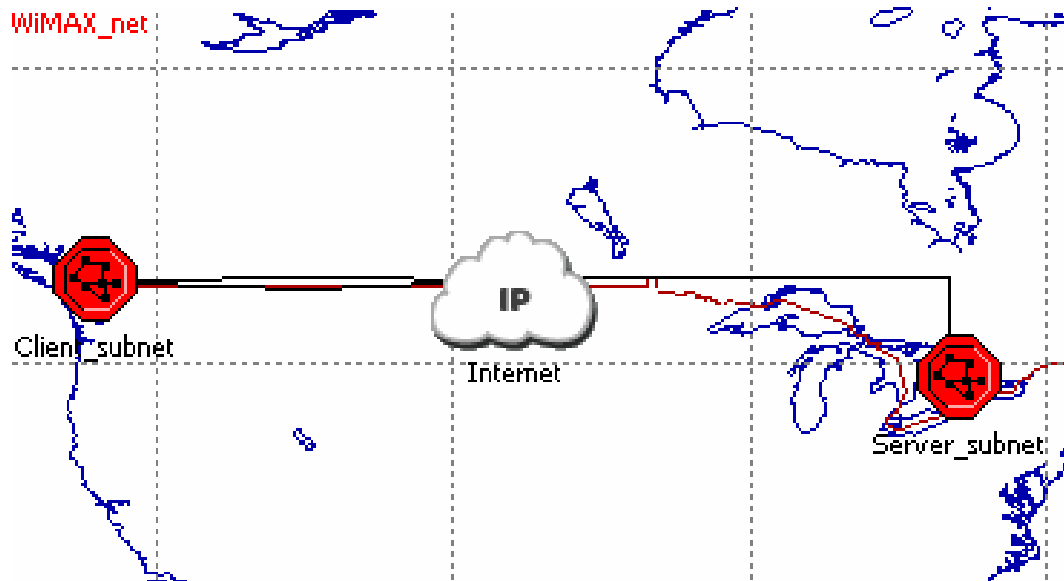 WiMAX_net
IP
Client_subnet
Internet
Server_subnet